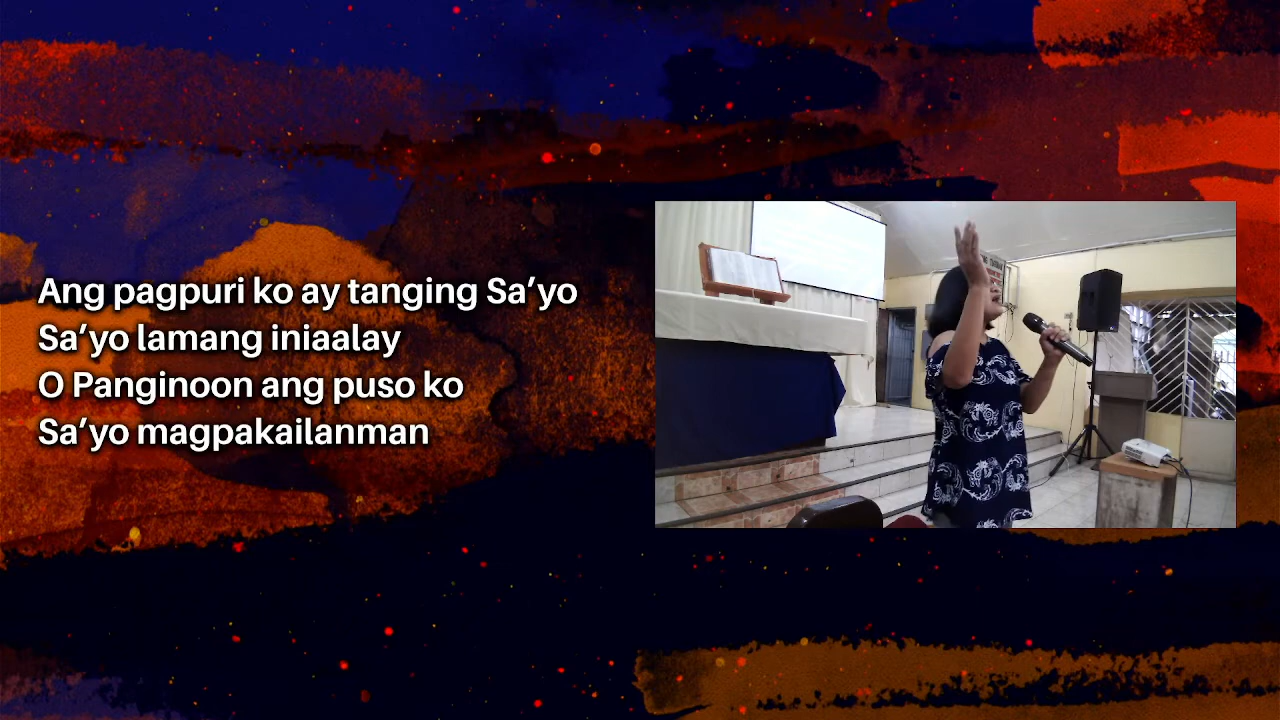 Ang pagpuri ko ay tanging Sa’yo
Sa‘yo lamang iniaalay
O Panginoon ang puso ko
Sa’yo magpakailanman